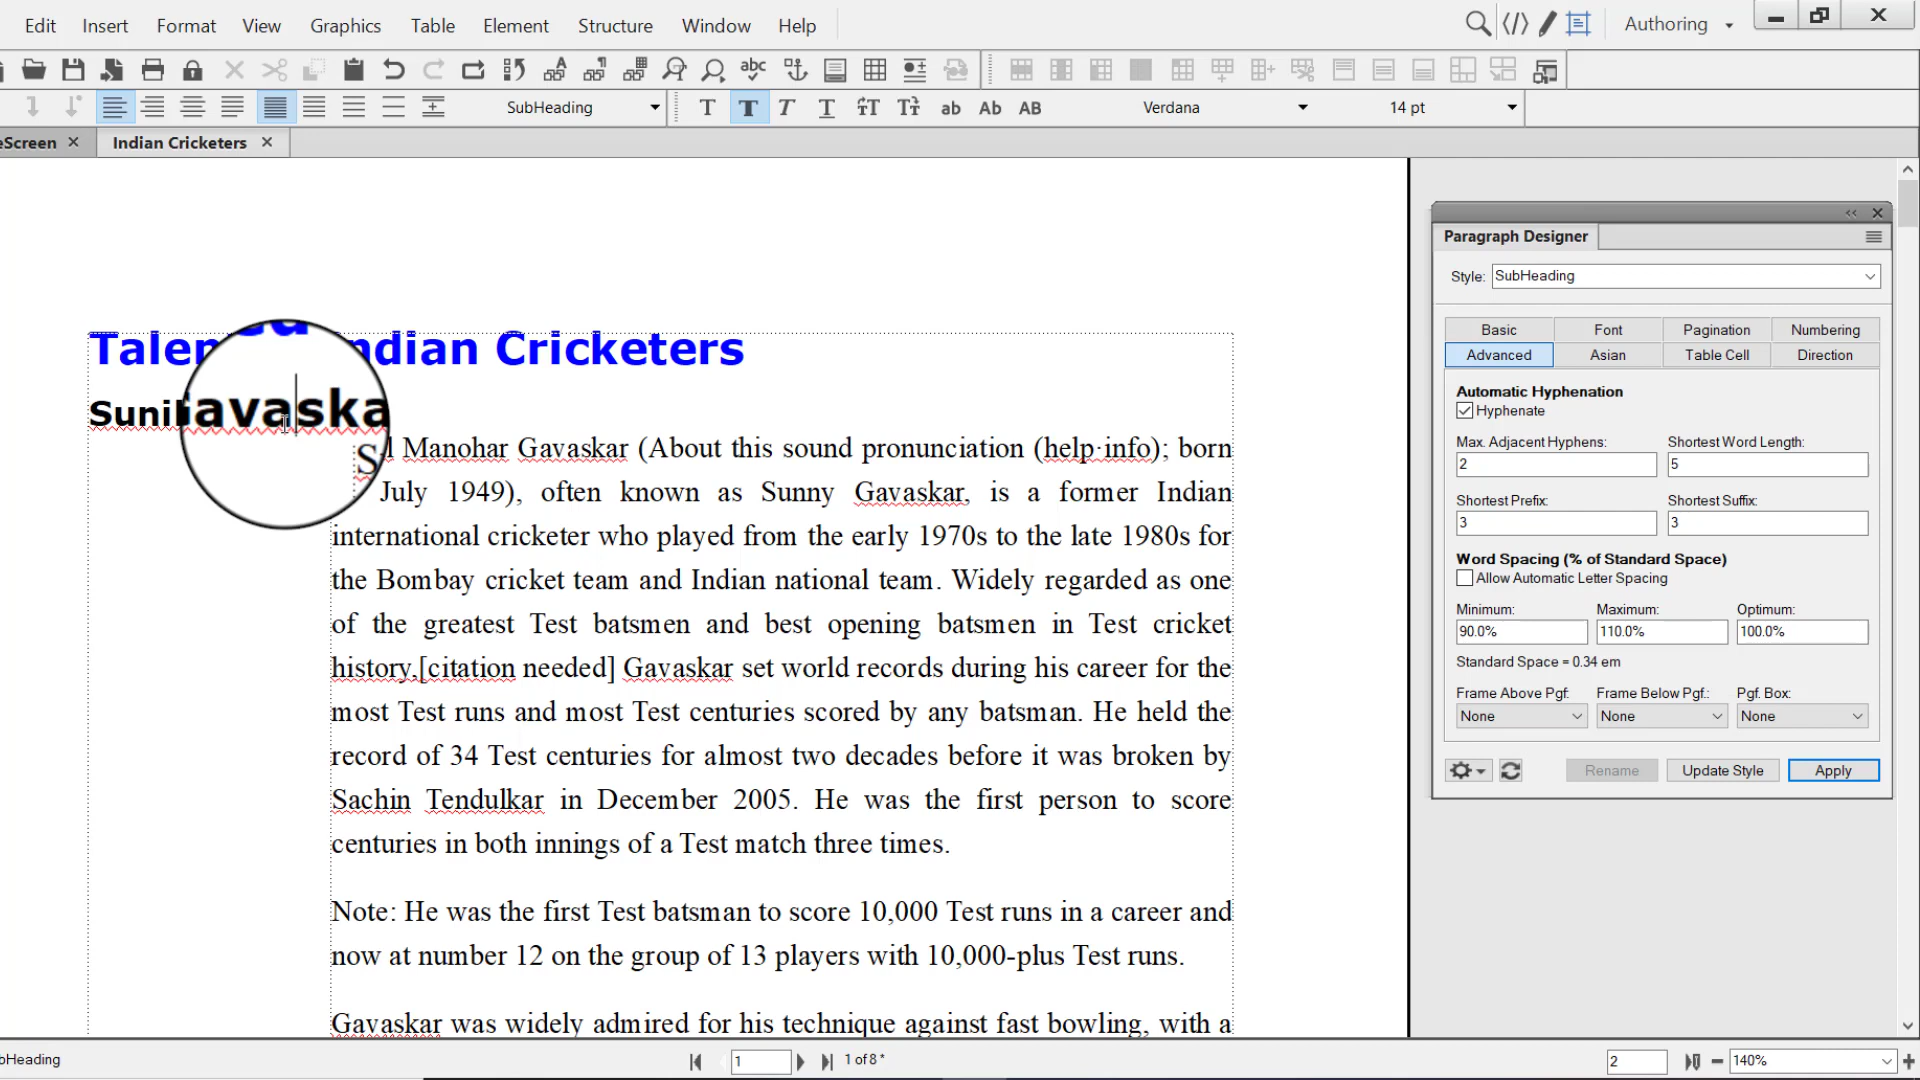 Edit Insert Format View Graphics Table Element Structure Window Help
Authoring
SubHeading
Verdana
14 pt
eScreen
Indian Cricketers
Paragraph Designer
Style: SubHeading
Basic Font Pagination Numbering
Advanced Asian Table Cell Direction
Automatic Hyphenation
Hyphenate
Max. Adjacent Hyphens: Shortest Word Length:
2 5
Shortest Prefix: Shortest Suffix:
3 3
Word Spacing (% of Standard Space)
Allow Automatic Letter Spacing
Minimum: Maximum: Optimum:
90.0% 110.0% 100.0%
Standard Space = 0.34 em
Frame Above Pgf: Frame Below Pgf.: Pgf. Box:
None None None
Rename Update Style Apply
Indian Cricketers
Sunil avaska
Manohar Gavaskar (About this sound pronunciation (help·info); born
July 1949), often known as Sunny Gavaskar, is a former Indian
international cricketer who played from the early 1970s to the late 1980s for
the Bombay cricket team and Indian national team. Widely regarded as one
of the greatest Test batsmen and best opening batsmen in Test cricket
history,[citation needed] Gavaskar set world records during his career for the
most Test runs and most Test centuries scored by any batsman. He held the
record of 34 Test centuries for almost two decades before it was broken by
Sachin Tendulkar in December 2005. He was the first person to score
centuries in both innings of a Test match three times.
Note: He was the first Test batsman to score 10,000 Test runs in a career and
now at number 12 on the group of 13 players with 10,000-plus Test runs.
Gavaskar was widely admired for his technique against fast bowling, with a
bHeading
1
1 of 8 *
2
140%